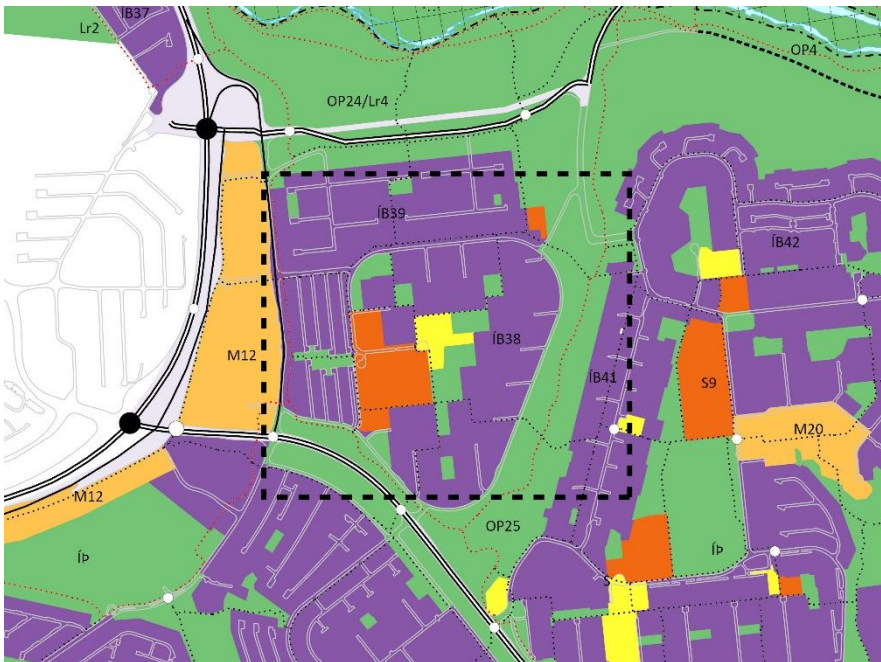 ÍB37
Lr2
OP4
OP24/Lr4
ÍB39
ÍB42
ÍB38
M12
ÍB41
S9
M20
M12
OP25
ÍÞ
ÍÞ